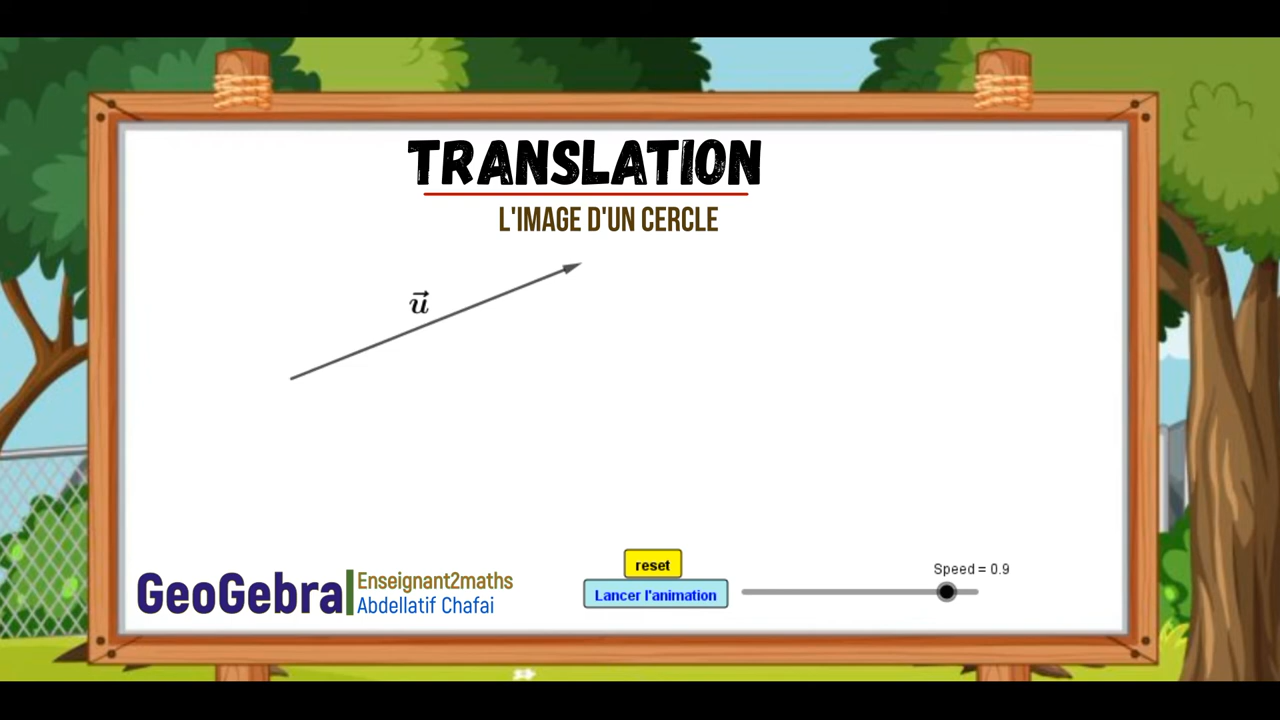 TRANSLATION
L'IMAGE D'UN CERCLE
u⃗
reset
Speed = 0.9
GeoGebra
Enseignant2maths
Abdellatif Chafai
Lancer l'animation